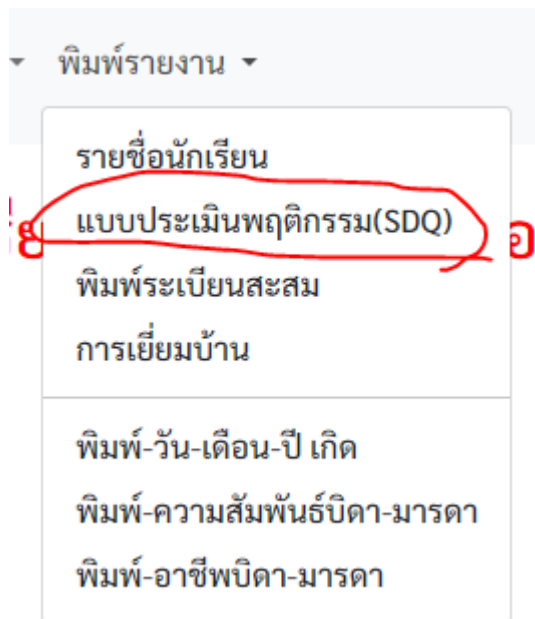 พิมพ์รายงาน
รายชื่อนักเรียน
แบบประเมินพฤติกรรม(SDQ)
พิมพ์ระเบียนสะสม
การเยี่ยมบ้าน
พิมพ์-วัน-เดือน-ปี เกิด
พิมพ์-ความสัมพันธ์บิดา-มารดา
พิมพ์-อาชีพบิดา-มารดา